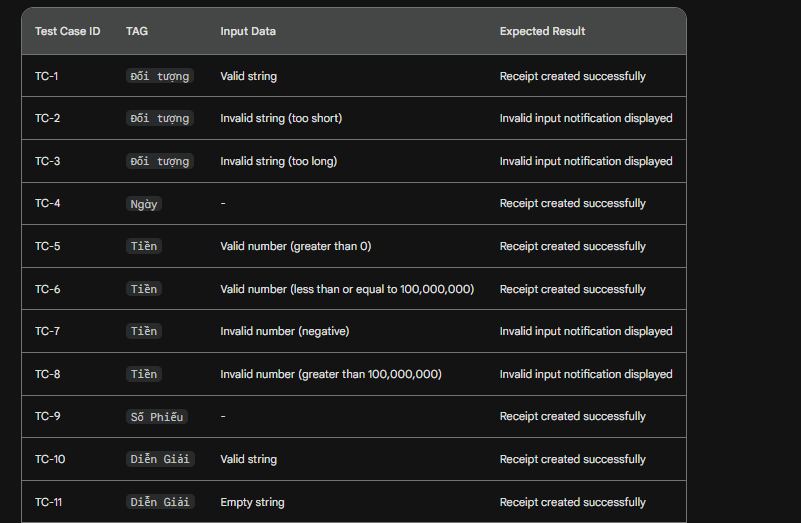 Test Case ID TAG Input Data Expected Result
TC-1 Đối tượng Valid string Receipt created successfully
TC-2 Đối tượng Invalid string (too short) Invalid input notification displayed
TC-3 Đối tượng Invalid string (too long) Invalid input notification displayed
TC-4 Ngày - Receipt created successfully
TC-5 Tiền Valid number (greater than 0) Receipt created successfully
TC-6 Tiền Valid number (less than or equal to 100,000,000) Receipt created successfully
TC-7 Tiền Invalid number (negative) Invalid input notification displayed
TC-8 Tiền Invalid number (greater than 100,000,000) Invalid input notification displayed
TC-9 Số Phiếu - Receipt created successfully
TC-10 Diễn Giải Valid string Receipt created successfully
TC-11 Diễn Giải Empty string Receipt created successfully